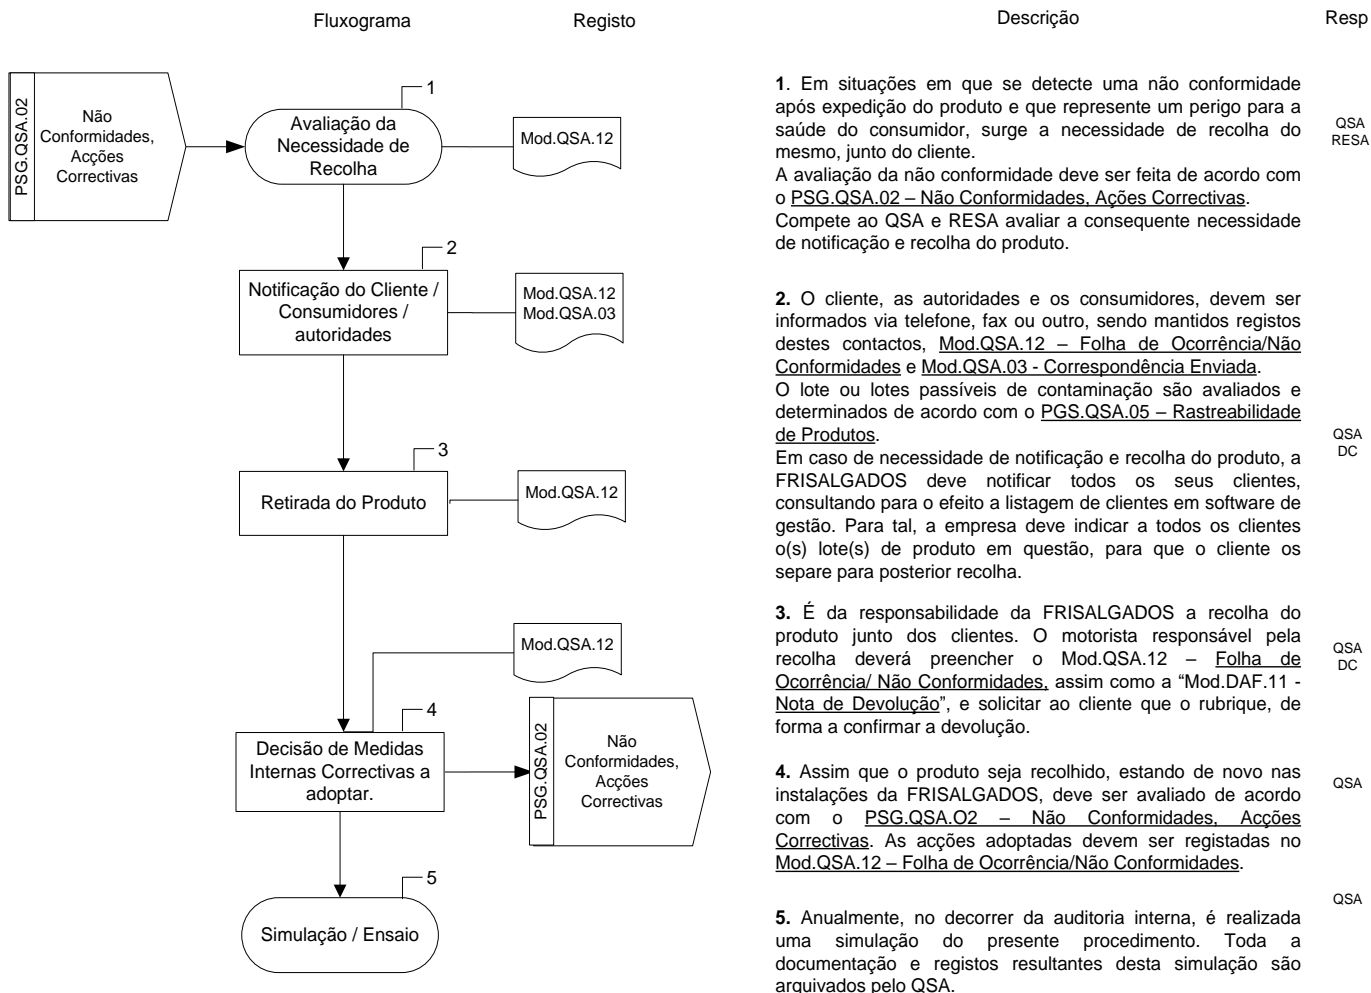 Fluxograma
Registo
Descrição
Resp
PSG.QSA.02
Não
Conformidades,
Acções
Correctivas
1
Avaliação da
Necessidade de
Recolha
Mod.QSA.12
2
Notificação do Cliente /
Consumidores /
autoridades
Mod.QSA.12
Mod.QSA.03
3
Retirada do Produto
Mod.QSA.12
Mod.QSA.12
4
Decisão de Medidas
Internas Correctivas a
adoptar.
PSG.QSA.02
Não
Conformidades,
Acções
Correctivas
5
Simulação / Ensaio
1. Em situações em que se detecte uma não conformidade
após expedição do produto e que represente um perigo para a
saúde do consumidor, surge a necessidade de recolha do
mesmo, junto do cliente.
A avaliação da não conformidade deve ser feita de acordo com
o PSG.QSA.02 – Não Conformidades, Ações Correctivas.
Compete ao QSA e RESA avaliar a consequente necessidade
de notificação e recolha do produto.
QSA
RESA
2. O cliente, as autoridades e os consumidores, devem ser
informados via telefone, fax ou outro, sendo mantidos registos
destes contactos, Mod.QSA.12 – Folha de Ocorrência/Não
Conformidades e Mod.QSA.03 - Correspondência Enviada.
O lote ou lotes passíveis de contaminação são avaliados e
determinados de acordo com o PGS.QSA.05 – Rastreabilidade
de Produtos.
Em caso de necessidade de notificação e recolha do produto, a
FRISALGADOS deve notificar todos os seus clientes,
consultando para o efeito a listagem de clientes em software de
gestão. Para tal, a empresa deve indicar a todos os clientes
o(s) lote(s) de produto em questão, para que o cliente os
separe para posterior recolha.
QSA
DC
3. É da responsabilidade da FRISALGADOS a recolha do
produto junto dos clientes. O motorista responsável pela
recolha deverá preencher o Mod.QSA.12 – Folha de
Ocorrência/ Não Conformidades, assim como a “Mod.DAF.11 -
Nota de Devolução”, e solicitar ao cliente que o rubrique, de
forma a confirmar a devolução.
QSA
DC
4. Assim que o produto seja recolhido, estando de novo nas
instalações da FRISALGADOS, deve ser avaliado de acordo
com o PSG.QSA.O2 – Não Conformidades, Acções
Correctivas. As acções adoptadas devem ser registadas no
Mod.QSA.12 – Folha de Ocorrência/Não Conformidades.
QSA
5. Anualmente, no decorrer da auditoria interna, é realizada
uma simulação do presente procedimento. Toda a
documentação e registos resultantes desta simulação são
arquivados pelo QSA.
QSA